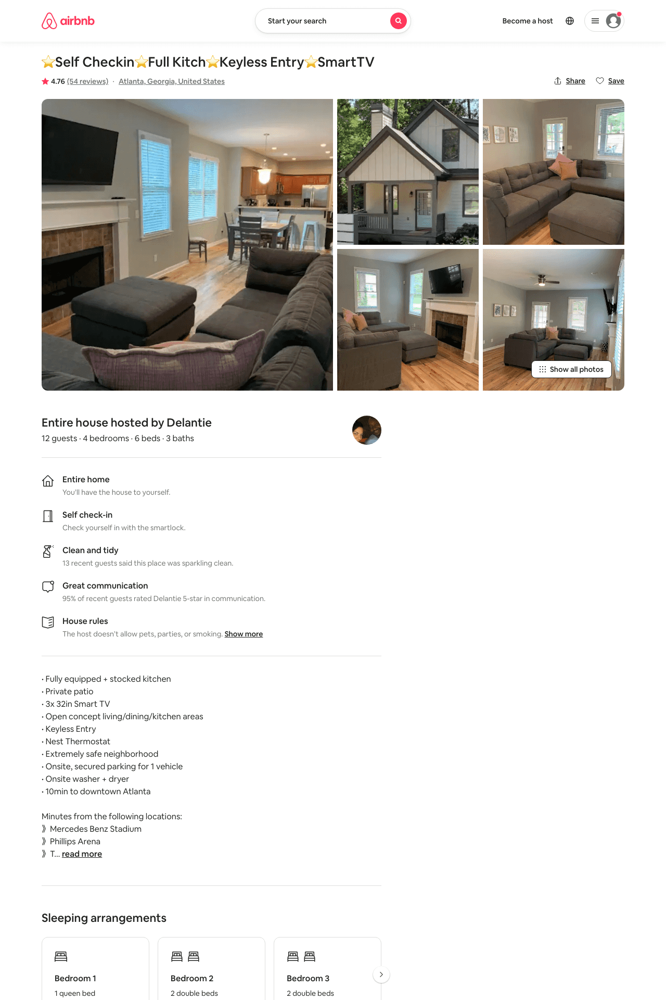 airbnb
Start your search
Become a host
⭐Self Checkin⭐Full Kitch⭐Keyless Entry⭐SmartTV
4.76 (54 reviews) · Atlanta, Georgia, United States
Share
Save
Show all photos
Entire house hosted by Delantie
12 guests · 4 bedrooms · 6 beds · 3 baths
Entire home
You’ll have the house to yourself.
Self check-in
Check yourself in with the smartlock.
Clean and tidy
13 recent guests said this place was sparkling clean.
Great communication
95% of recent guests rated Delantie 5-star in communication.
House rules
The host doesn’t allow pets, parties, or smoking. Show more
· Fully equipped + stocked kitchen
· Private patio
· 3x 32in Smart TV
· Open concept living/dining/kitchen areas
· Keyless Entry
· Nest Thermostat
· Extremely safe neighborhood
· Onsite, secured parking for 1 vehicle
· Onsite washer + dryer
· 10min to downtown Atlanta
Minutes from the following locations:
》Mercedes Benz Stadium
》Phillips Arena
》T... read more
Sleeping arrangements
Bedroom 1
1 queen bed
Bedroom 2
2 double beds
Bedroom 3
2 double beds